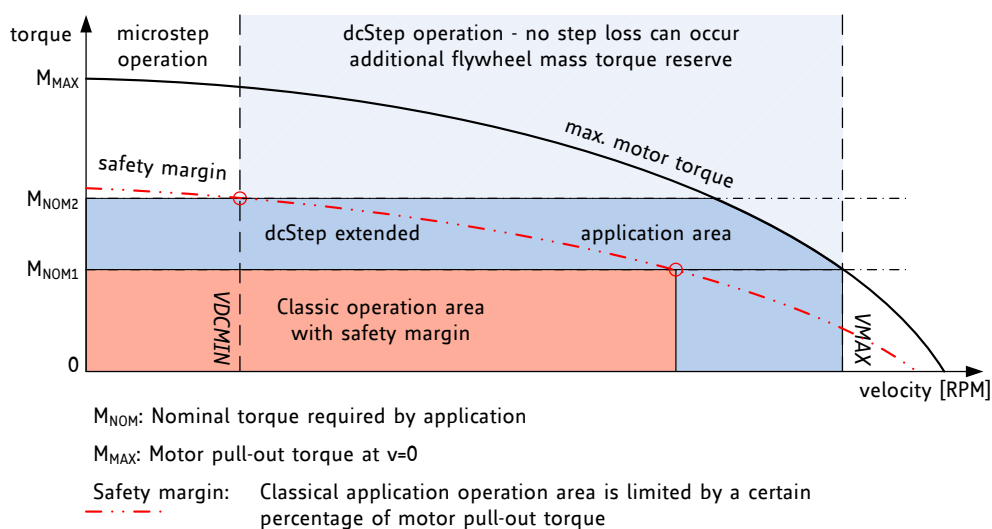 torque
microstep
operation
dcStep operation - no step loss can occur
additional flywheel mass torque reserve
MMAX
max. motor torque
safety margin
MNOM2
dcStep extended
application area
MNOM1
Classic operation area
with safety margin
VDCMIN
VMAX
0
velocity [RPM]
MNOM: Nominal torque required by application
MMAX: Motor pull-out torque at v=0
Safety margin: Classical application operation area is limited by a certain
percentage of motor pull-out torque